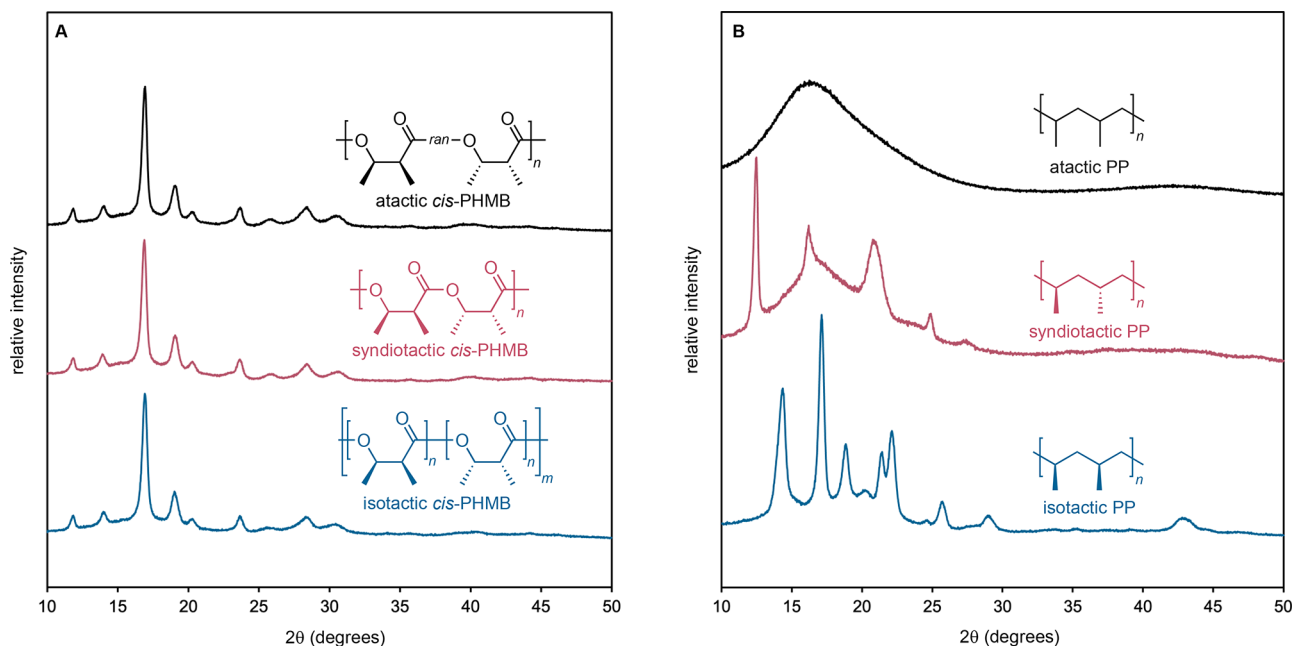 A
relative intensity
O
O
ran
O
O
n
atactic cis-PHMB
O
O
O
O
n
syndiotactic cis-PHMB
O
O
n
O
O
n
m
isotactic cis-PHMB
10 15 20 25 30 35 40 45 50
2θ (degrees)
B
relative intensity
n
atactic PP
n
syndiotactic PP
n
isotactic PP
10 15 20 25 30 35 40 45 50
2θ (degrees)